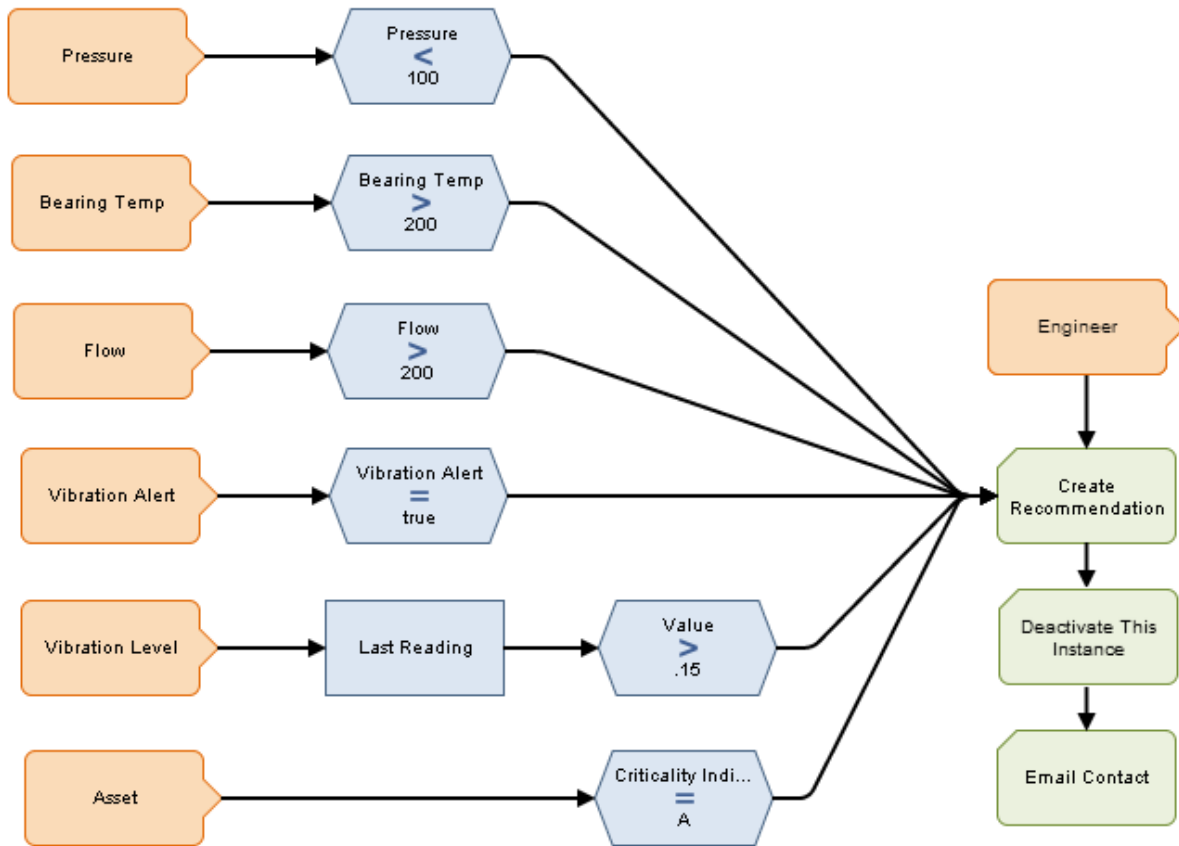 Pressure
Pressure
<
100
Bearing Temp
Bearing Temp
>
200
Flow
Flow
>
200
Engineer
Vibration Alert
Vibration Alert
=
true
Create
Recommendation
Vibration Level
Last Reading
Value
>
.15
Deactivate This
Instance
Asset
Criticality Indi...
=
A
Email Contact